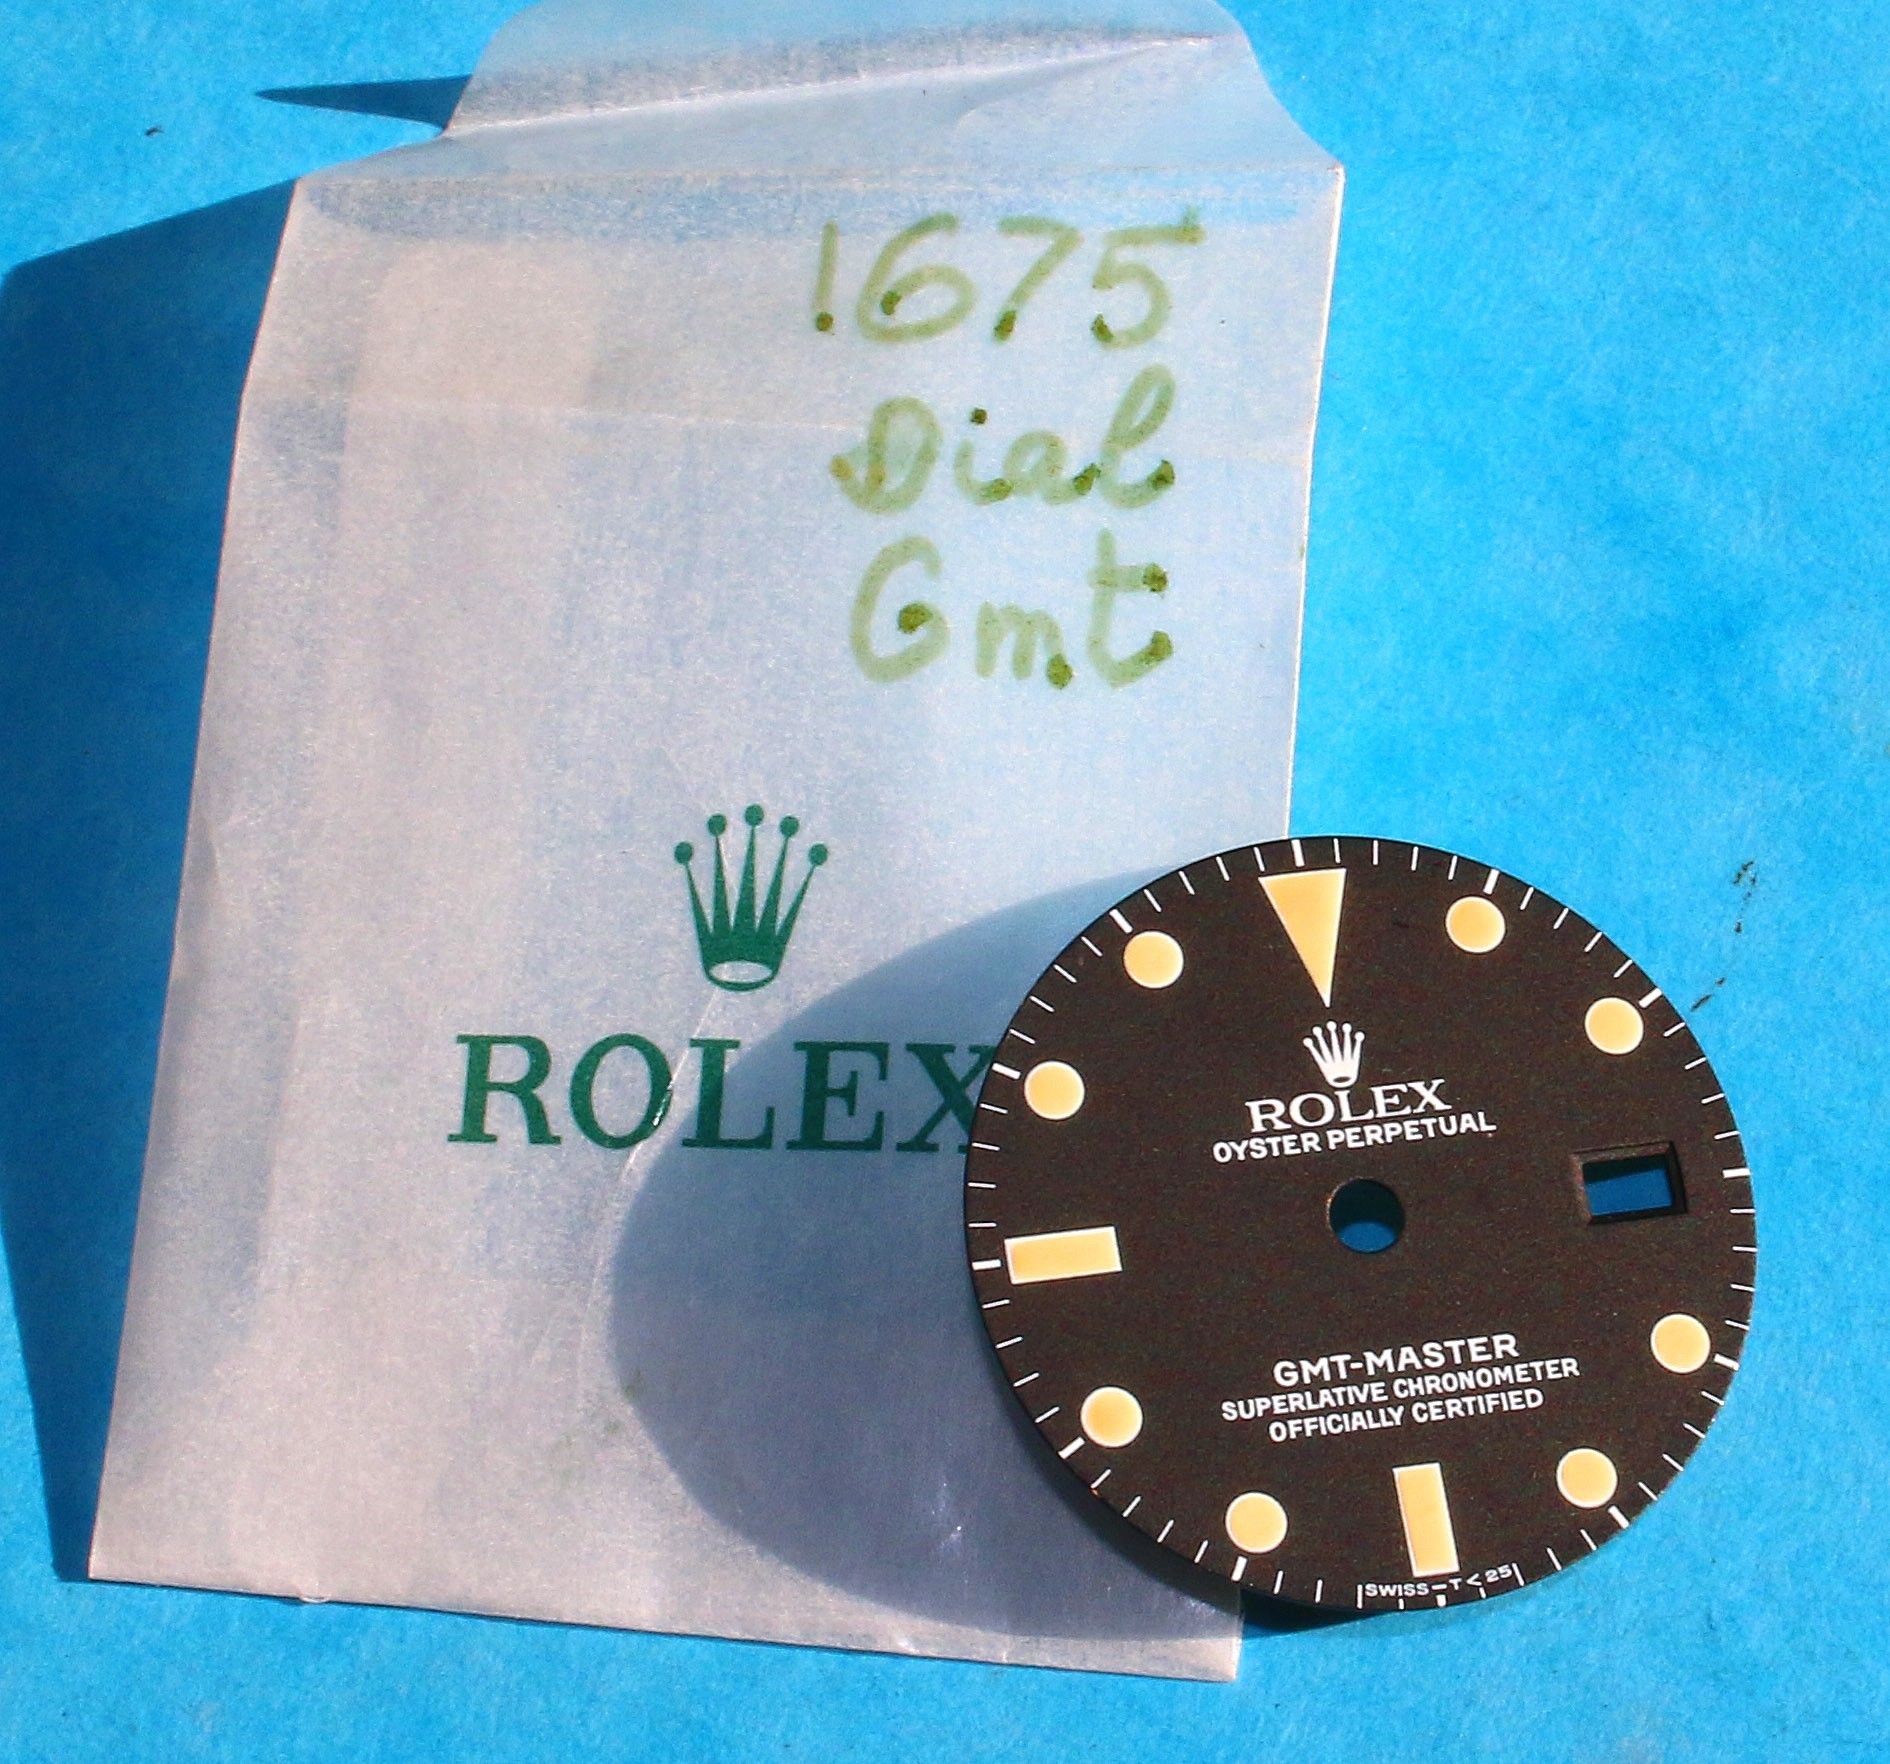 1675
Dial
Gmt
ROLEX
ROLEX
OYSTER PERPETUAL
GMT-MASTER
SUPERLATIVE CHRONOMETER
OFFICIALLY CERTIFIED
SWISS-T<25